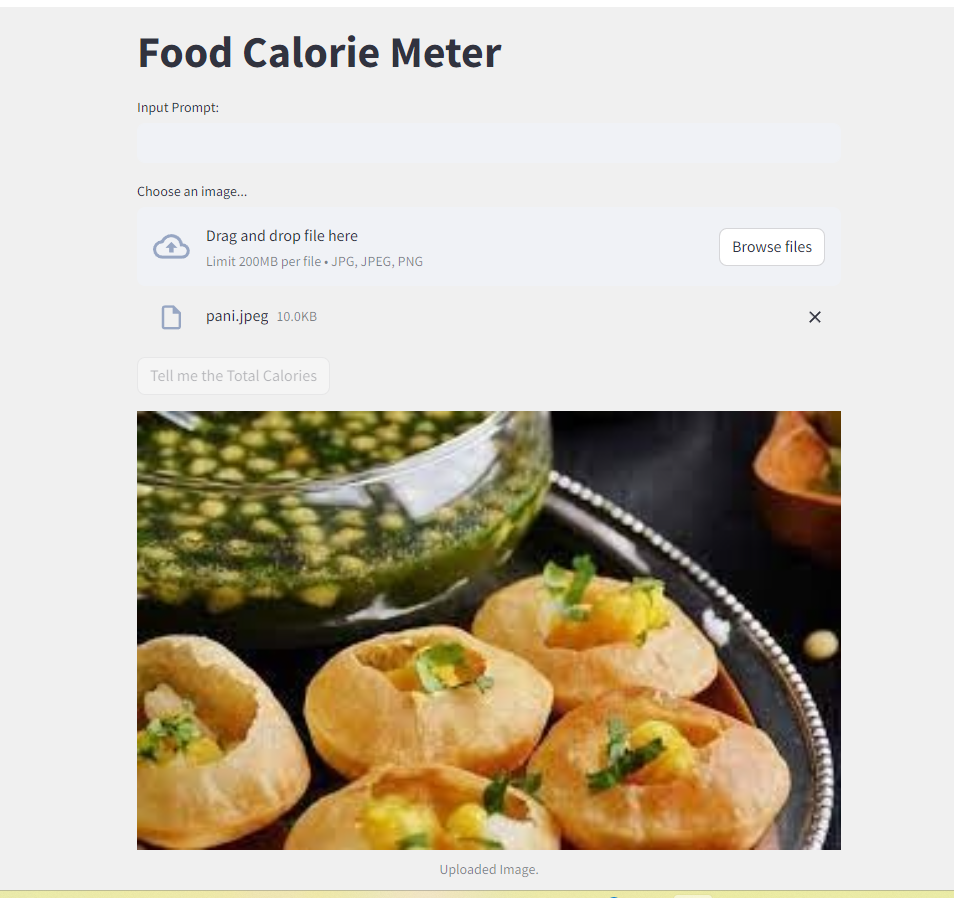 Food Calorie Meter
Input Prompt:
Choose an image...
Drag and drop file here
Limit 200MB per file • JPG, JPEG, PNG
Browse files
pani.jpeg 10.0KB
Tell me the Total Calories
Uploaded Image.